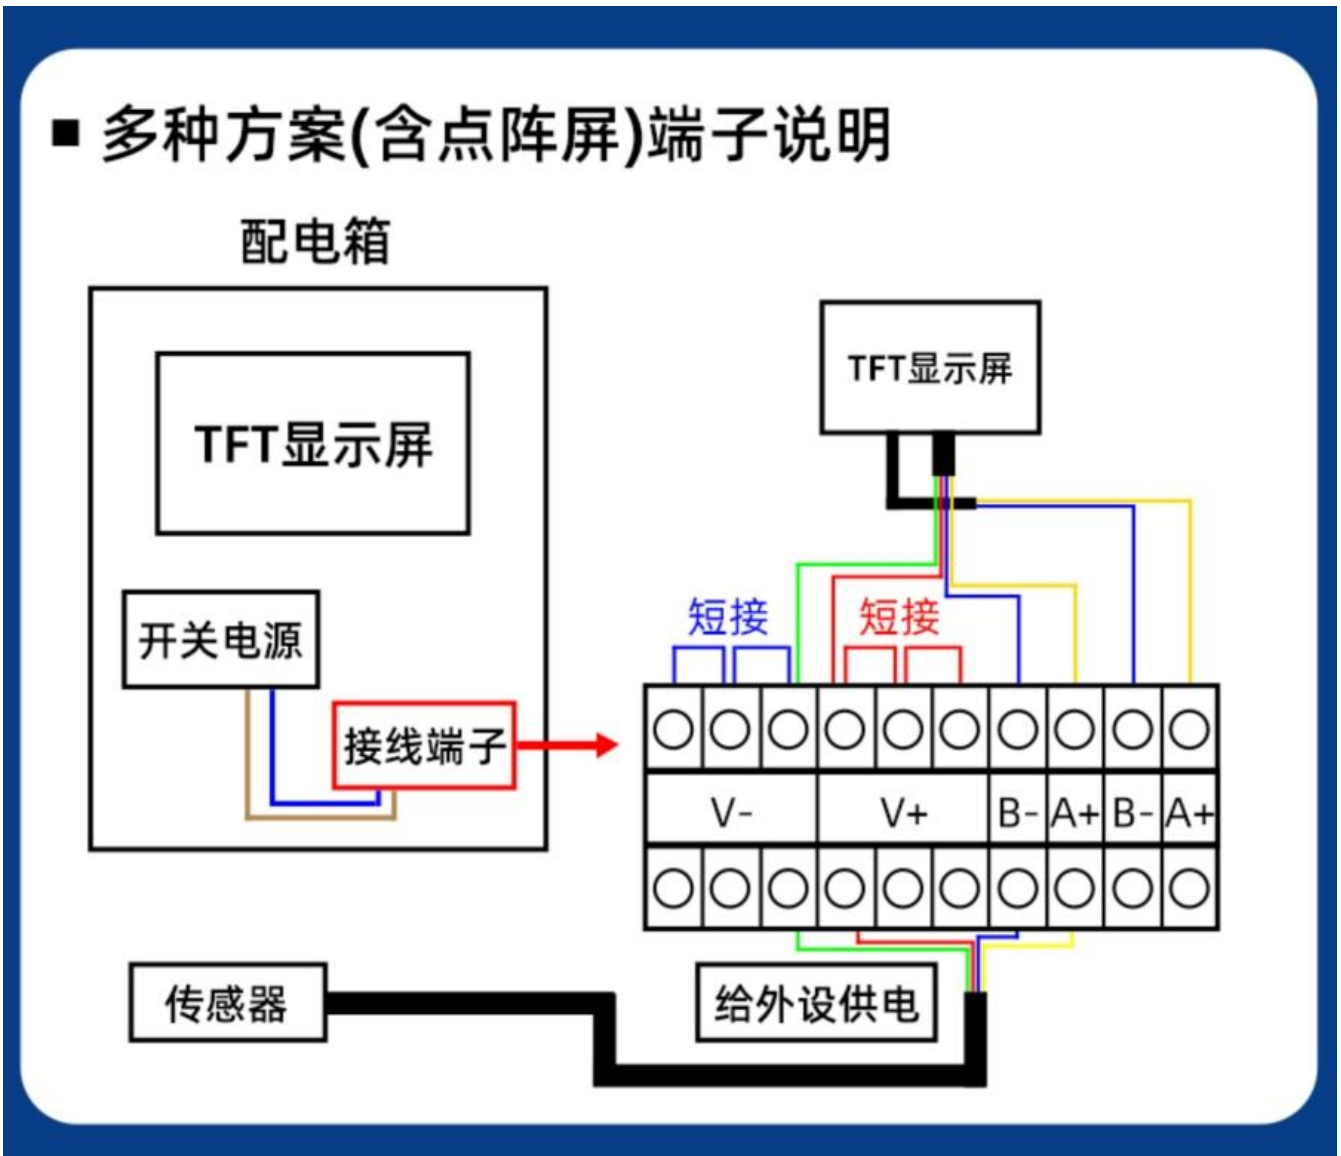 ■ 多种方案(含点阵屏)端子说明
配电箱
TFT显示屏
开关电源
接线端子
TFT显示屏
短接 短接
V- V+ B- A+ B- A+
传感器
给外设供电